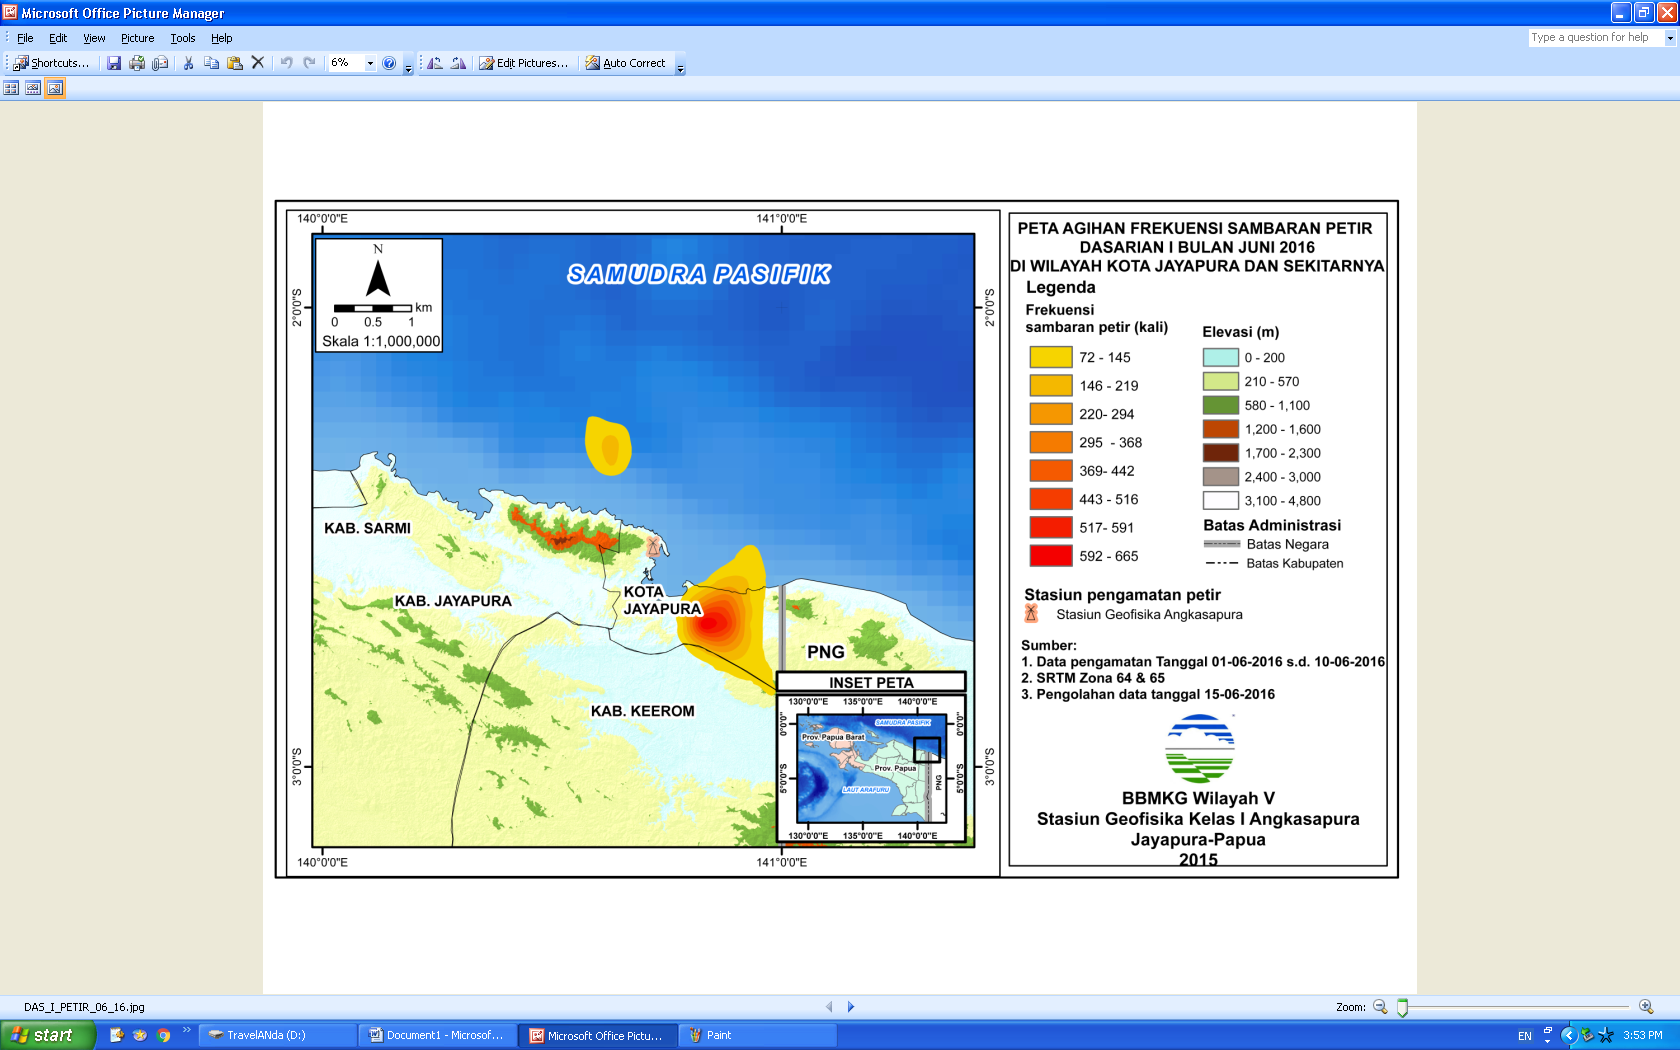 Microsoft Office Picture Manager
File Edit View Picture Tools Help
Type a question for help
Shortcuts...
6%
Edit Pictures...
Auto Correct
140°0'0"E
141°0'0"E
N
0 0.5 1 km
Skala 1:1,000,000
SAMUDRA PASIFIK
2°0'0"S
2°0'0"S
KAB. SARMI
KAB. JAYAPURA
KOTA
JAYAPURA
PNG
KAB. KEEROM
3°0'0"S
3°0'0"S
140°0'0"E
141°0'0"E
INSET PETA
130°0'0"E 135°0'0"E 140°0'0"E
0°0'0"S
0°0'0"S
SAMUDRA PASIFIK
Prov. Papua Barat
Prov. Papua
5°0'0"S
5°0'0"S
PNG
LAUT ARAFURU
130°0'0"E 135°0'0"E 140°0'0"E
PETA AGIHAN FREKUENSI SAMBARAN PETIR
DASARIAN I BULAN JUNI 2016
DI WILAYAH KOTA JAYAPURA DAN SEKITARNYA
Legenda
Frekuensi
sambaran petir (kali)
72 - 145
146 - 219
220- 294
295 - 368
369- 442
443 - 516
517- 591
592 - 665
Elevasi (m)
0 - 200
210 - 570
580 - 1,100
1,200 - 1,600
1,700 - 2,300
2,400 - 3,000
3,100 - 4,800
Batas Administrasi
Batas Negara
Batas Kabupaten
Stasiun pengamatan petir
Stasiun Geofisika Angkasapura
Sumber:
1. Data pengamatan Tanggal 01-06-2016 s.d. 10-06-2016
2. SRTM Zona 64 & 65
3. Pengolahan data tanggal 15-06-2016
BBMKG Wilayah V
Stasiun Geofisika Kelas I Angkasapura
Jayapura-Papua
2015
DAS_I_PETIR_06_16.jpg
Zoom:
start
TravelANda (D:)
Document1 - Microsof...
Microsoft Office Pictu...
Paint
EN
3:53 PM